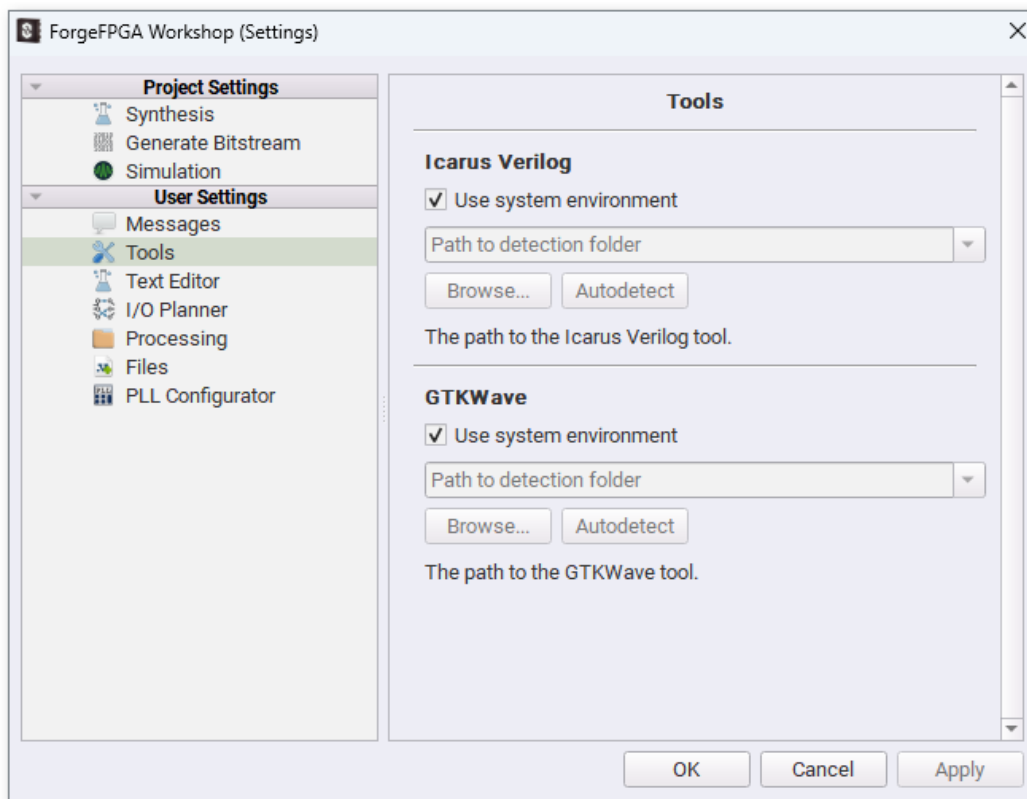 ForgeFPGA Workshop (Settings)
Project Settings
Synthesis
Generate Bitstream
Simulation
User Settings
Messages
Tools
Text Editor
I/O Planner
Processing
Files
PLL Configurator
Tools
Icarus Verilog
Use system environment
Path to detection folder
Browse... Autodetect
The path to the Icarus Verilog tool.
GTKWave
Use system environment
Path to detection folder
Browse... Autodetect
The path to the GTKWave tool.
OK Cancel Apply